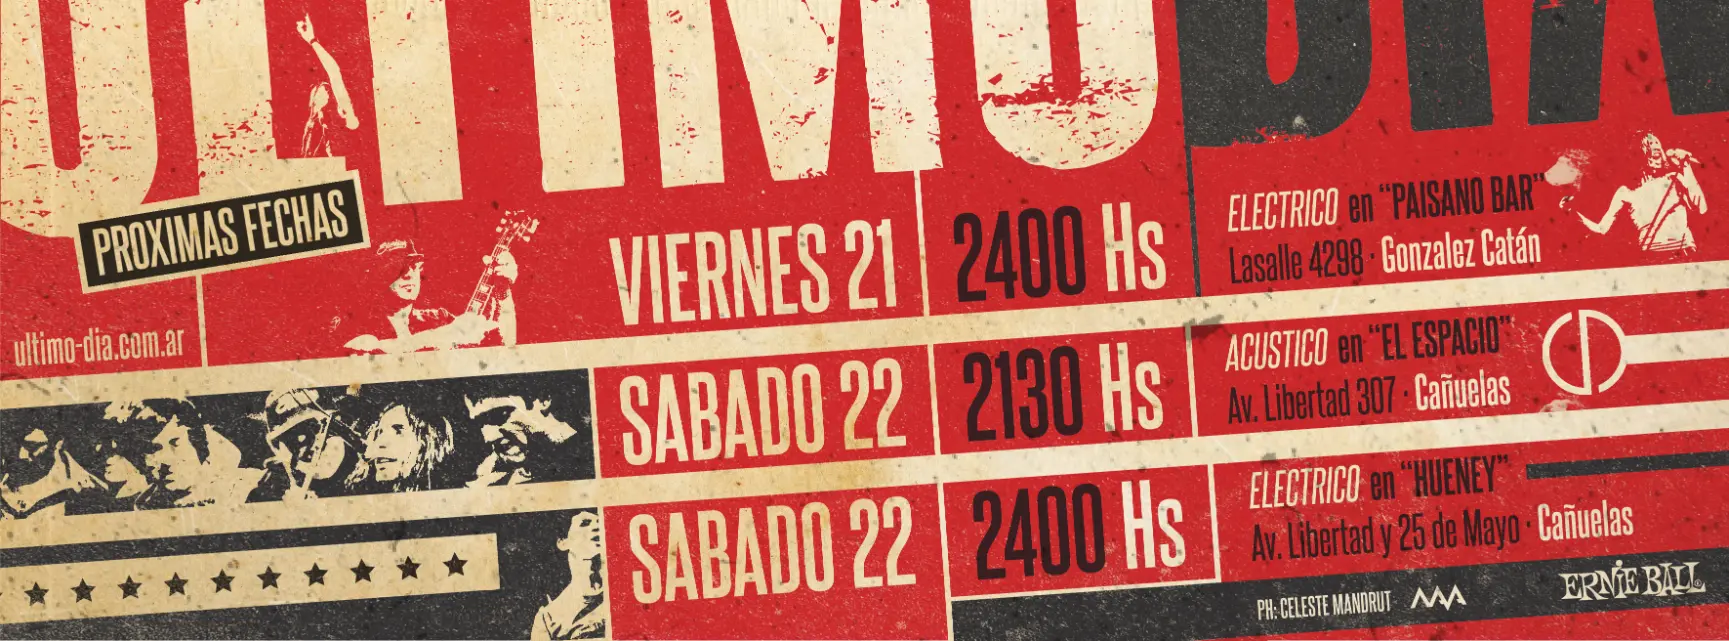 ULTIMO DIA
PROXIMAS FECHAS
ultimo-dia.com.ar
VIERNES 21
2400 Hs
ELECTRICO en "PAISANO BAR"
Lasalle 4298 · Gonzalez Catán
SABADO 22
2130 Hs
ACUSTICO en "EL ESPACIO"
Av. Libertad 307 · Cañuelas
SABADO 22
2400 Hs
ELECTRICO en "HUENEY"
Av. Libertad y 25 de Mayo · Cañuelas
PH: CELESTE MANDRUT
ERNIE BALL